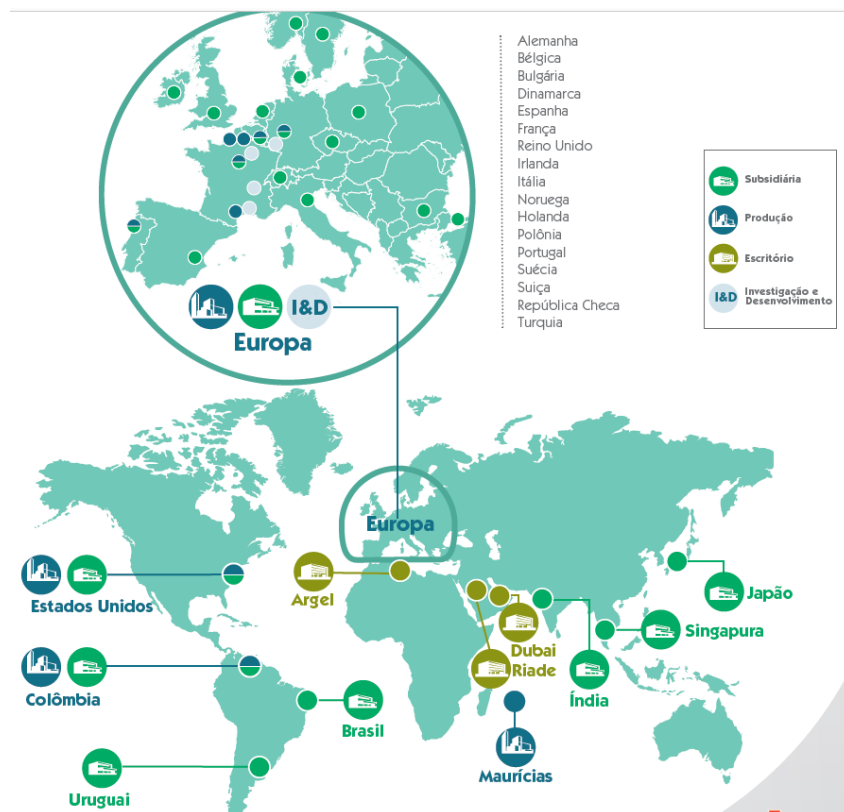 Alemanha
Bélgica
Bulgária
Dinamarca
Espanha
França
Reino Unido
Irlanda
Itália
Noruega
Holanda
Polônia
Portugal
Suécia
Suiça
República Checa
Turquia
Subsidiária
Produção
Escritório
I&D
Investigação e
Desenvolvimento
I&D
Europa
Europa
Estados Unidos
Argel
Japão
Singapura
Dubai
Riade
Índia
Colômbia
Brasil
Maurícias
Uruguai